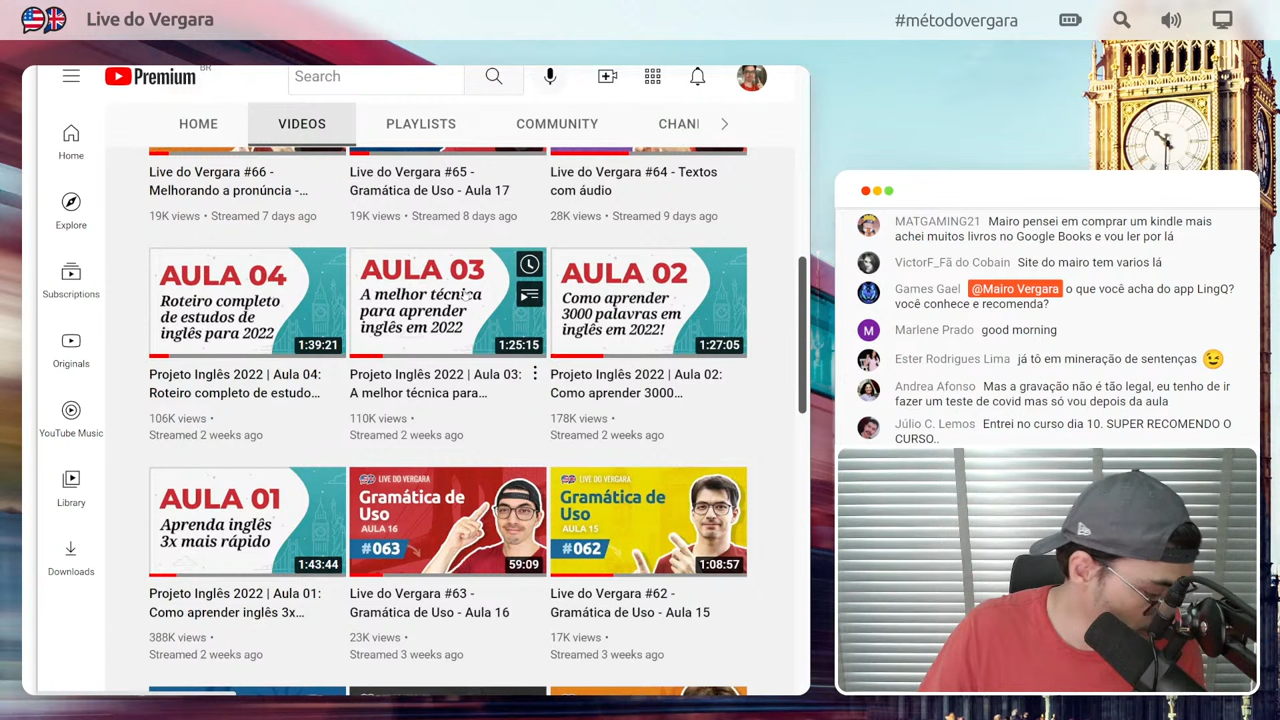 Live do Vergara
#métodovergara
BR
Premium
Search
HOME
VIDEOS
PLAYLISTS
COMMUNITY
CHAN
Home
Explore
Subscriptions
Originals
YouTube Music
Library
Downloads
Live do Vergara #66 -
Melhorando a pronúncia -...
19K views • Streamed 7 days ago
Live do Vergara #65 -
Gramática de Uso - Aula 17
19K views • Streamed 8 days ago
Live do Vergara #64 - Textos
com áudio
28K views • Streamed 9 days ago
AULA 04
Roteiro completo
de estudos de
inglês para 2022
1:39:21
AULA 03
A melhor técnica
para aprender
inglês em 2022
1:25:15
AULA 02
Como aprender
3000 palavras em
inglês em 2022!
1:27:05
Projeto Inglês 2022 | Aula 04:
Roteiro completo de estudo...
106K views •
Streamed 2 weeks ago
Projeto Inglês 2022 | Aula 03:
A melhor técnica para...
110K views •
Streamed 2 weeks ago
Projeto Inglês 2022 | Aula 02:
Como aprender 3000...
178K views •
Streamed 2 weeks ago
AULA 01
Aprenda inglês
3x mais rápido
1:43:44
LIVE DO VERGARA
Gramática de
Uso
AULA 16
#063
59:09
LIVE DO VERGARA
Gramática de
Uso
AULA 15
#062
1:08:57
Projeto Inglês 2022 | Aula 01:
Como aprender inglês 3x...
388K views •
Streamed 2 weeks ago
Live do Vergara #63 -
Gramática de Uso - Aula 16
23K views •
Streamed 3 weeks ago
Live do Vergara #62 -
Gramática de Uso - Aula 15
17K views •
Streamed 3 weeks ago
MATGAMING21 Mairo pensei em comprar um kindle mais
achei muitos livros no Google Books e vou ler por lá
VictorF_Fã do Cobain Site do mairo tem varios lá
Games Gael @Mairo Vergara o que você acha do app LingQ?
você conhece e recomenda?
M
Marlene Prado good morning
Ester Rodrigues Lima já tô em mineração de sentenças
Andrea Afonso Mas a gravação não é tão legal, eu tenho de ir
fazer um teste de covid mas só vou depois da aula
Júlio C. Lemos Entrei no curso dia 10. SUPER RECOMENDO O
CURSO..